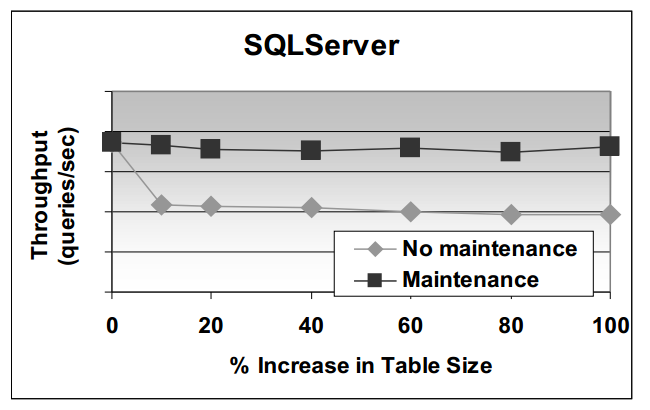 SQLServer
Throughput
(queries/sec)
No maintenance
Maintenance
0 20 40 60 80 100
% Increase in Table Size